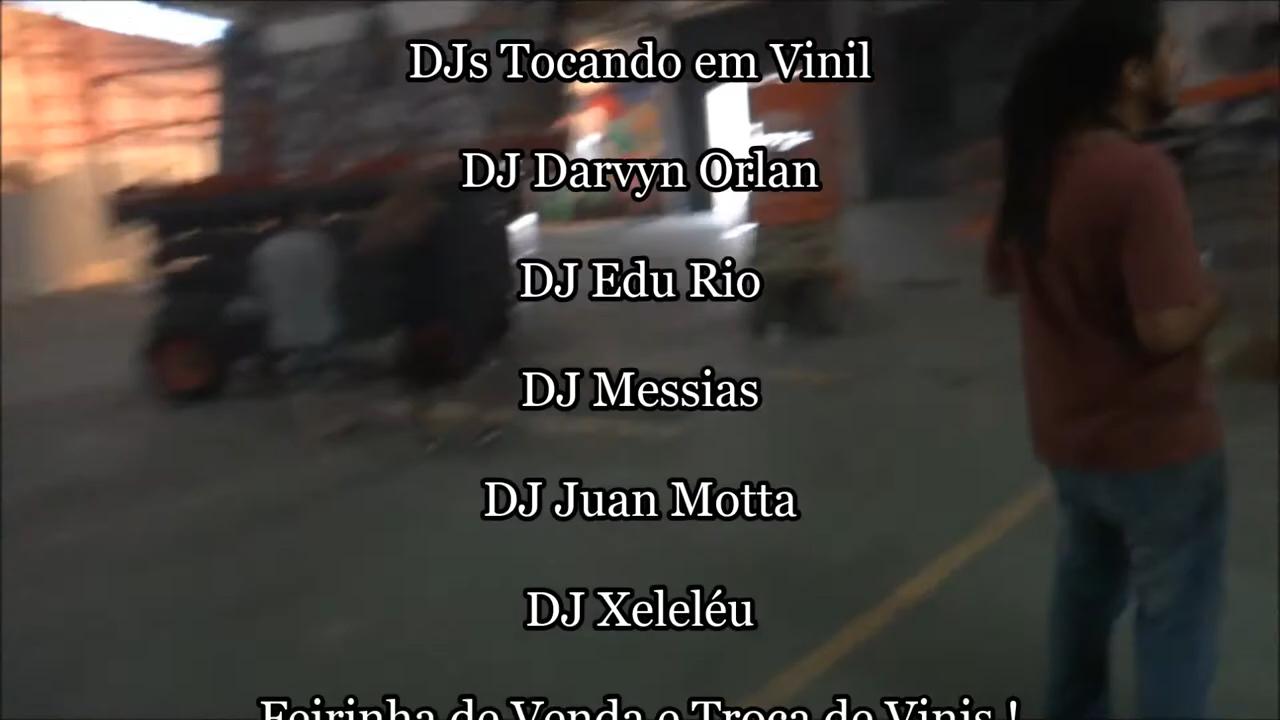 DJs Tocando em Vinil
DJ Darvyn Orlan
DJ Edu Rio
DJ Messias
DJ Juan Motta
DJ Xeleléu
Feirinha de Venda e Troca de Vinis !